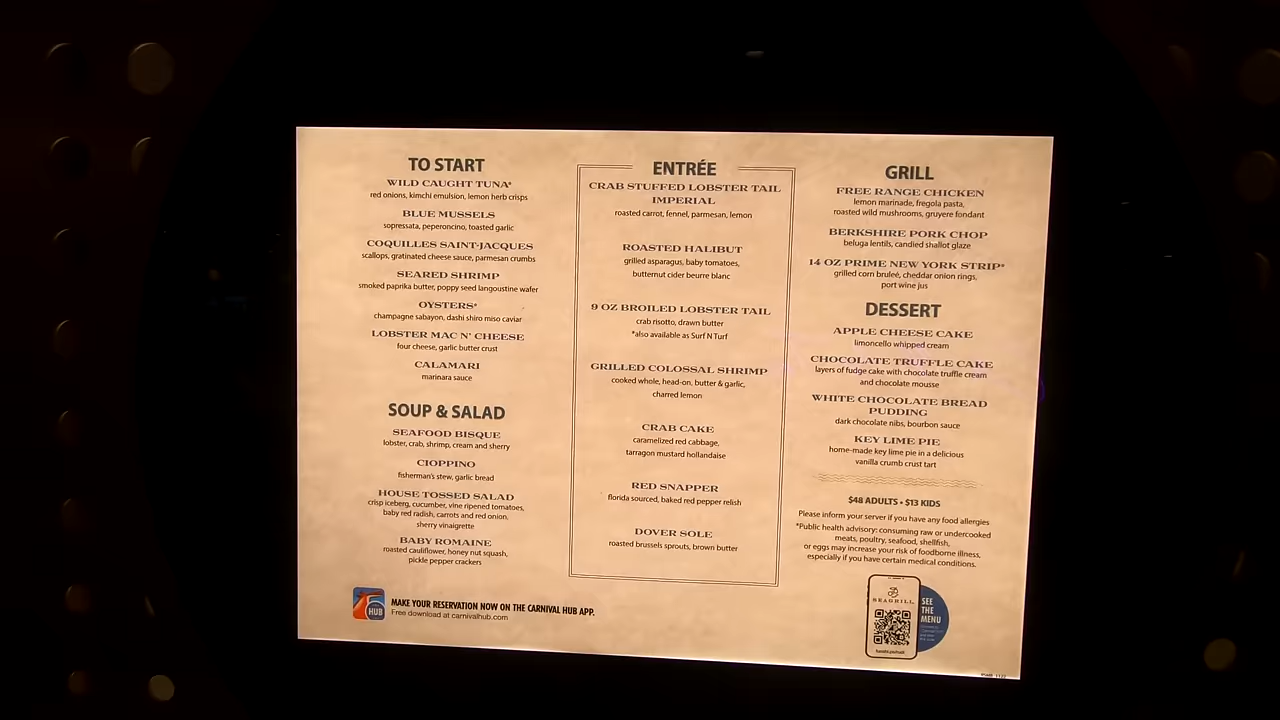 TO START
WILD CAUGHT TUNA*
red onions, kimchi emulsion, lemon herb crisps
BLUE MUSSELS
sopressata, peperoncino, toasted garlic
COQUILLES SAINT-JACQUES
scallops, gratinated cheese sauce, parmesan crumbs
SEARED SHRIMP
smoked paprika butter, poppy seed langoustine wafer
OYSTERS*
champagne sabayon, dashi shiro miso caviar
LOBSTER MAC N' CHEESE
four cheese, garlic butter crust
CALAMARI
marinara sauce
SOUP & SALAD
SEAFOOD BISQUE
lobster, crab, shrimp, cream and sherry
CIOPPINO
fisherman's stew, garlic bread
HOUSE TOSSED SALAD
crisp iceberg, cucumber, vine ripened tomatoes,
baby red radish, carrots and red onion,
sherry vinaigrette
BABY ROMAINE
roasted cauliflower, honey nut squash,
pickle pepper crackers
ENTRÉE
CRAB STUFFED LOBSTER TAIL
IMPERIAL
roasted carrot, fennel, parmesan, lemon
ROASTED HALIBUT
grilled asparagus, baby tomatoes,
butternut cider beurre blanc
9 OZ BROILED LOBSTER TAIL
crab risotto, drawn butter
*also available as Surf N Turf
GRILLED COLOSSAL SHRIMP
cooked whole, head-on, butter & garlic,
charred lemon
CRAB CAKE
caramelized red cabbage,
tarragon mustard hollandaise
RED SNAPPER
florida sourced, baked red pepper relish
DOVER SOLE
roasted brussels sprouts, brown butter
GRILL
FREE RANGE CHICKEN
lemon marinade, fregola pasta,
roasted wild mushrooms, gruyere fondant
BERKSHIRE PORK CHOP
beluga lentils, candied shallot glaze
14 OZ PRIME NEW YORK STRIP*
grilled corn bruleé, cheddar onion rings,
port wine jus
DESSERT
APPLE CHEESE CAKE
limoncello whipped cream
CHOCOLATE TRUFFLE CAKE
layers of fudge cake with chocolate truffle cream
and chocolate mousse
WHITE CHOCOLATE BREAD
PUDDING
dark chocolate nibs, bourbon sauce
KEY LIME PIE
home-made key lime pie in a delicious
vanilla crumb crust tart
$48 ADULTS • $13 KIDS
Please inform your server if you have any food allergies
*Public health advisory: consuming raw or undercooked
meats, poultry, seafood, shellfish,
or eggs may increase your risk of foodborne illness,
especially if you have certain medical conditions.
HUB
MAKE YOUR RESERVATION NOW ON THE CARNIVAL HUB APP.
Free download at carnivalhub.com
SEAGRILL
SEE
THE
MENU